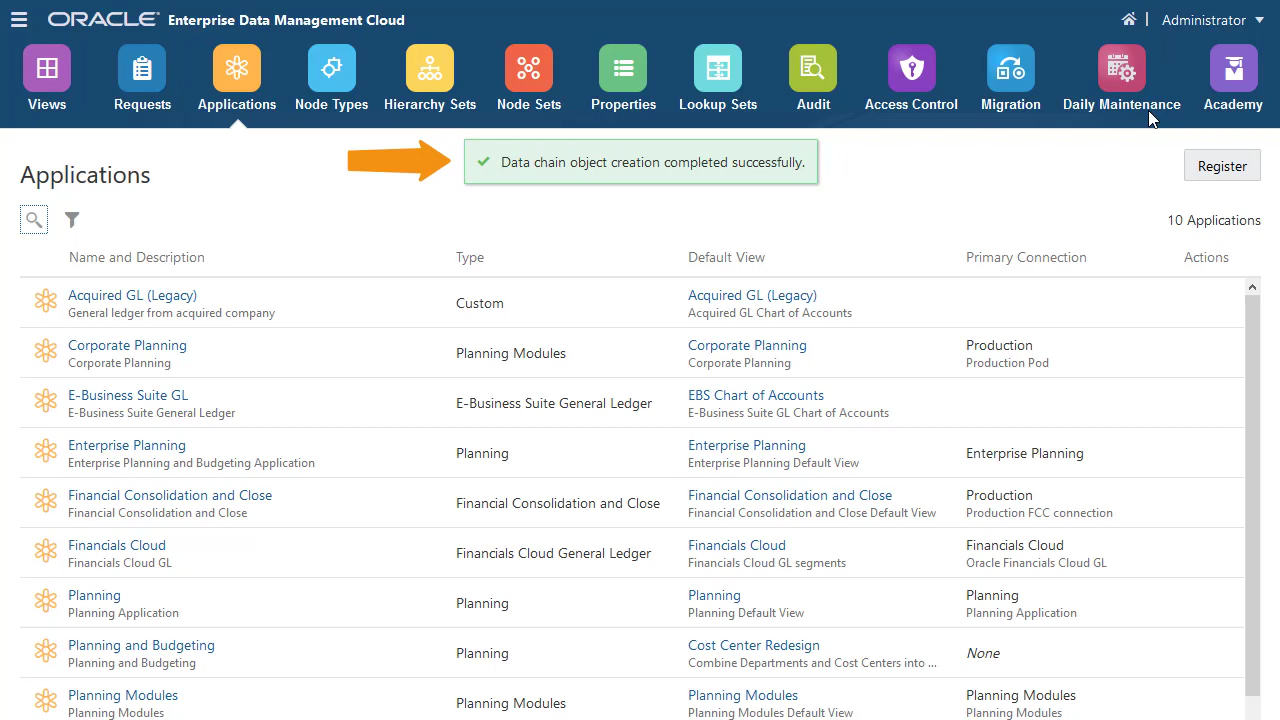 ORACLE Enterprise Data Management Cloud
Administrator
Views Requests Applications Node Types Hierarchy Sets Node Sets Properties Lookup Sets Audit Access Control Migration Daily Maintenance Academy
Data chain object creation completed successfully.
Applications
Register
10 Applications
Name and Description Type Default View Primary Connection Actions
Acquired GL (Legacy) Custom Acquired GL (Legacy)
General ledger from acquired company Acquired GL Chart of Accounts
Corporate Planning Planning Modules Corporate Planning Production
Corporate Planning Corporate Planning Production Pod
E-Business Suite GL E-Business Suite General Ledger EBS Chart of Accounts
E-Business Suite General Ledger E-Business Suite GL Chart of Accounts
Enterprise Planning Planning Enterprise Planning Enterprise Planning
Enterprise Planning and Budgeting Application Enterprise Planning Default View
Financial Consolidation and Close Financial Consolidation and Close Financial Consolidation and Close Production
Financial Consolidation and Close Financial Consolidation and Close Default View Production FCC connection
Financials Cloud Financials Cloud General Ledger Financials Cloud Financials Cloud
Financials Cloud GL Financials Cloud GL segments Oracle Financials Cloud GL
Planning Planning Planning Planning
Planning Application Planning Default View Planning Application
Planning and Budgeting Planning Cost Center Redesign None
Planning and Budgeting Combine Departments and Cost Centers into ...
Planning Modules Planning Modules Planning Modules Planning Modules
Planning Modules Planning Modules Default View Planning Modules